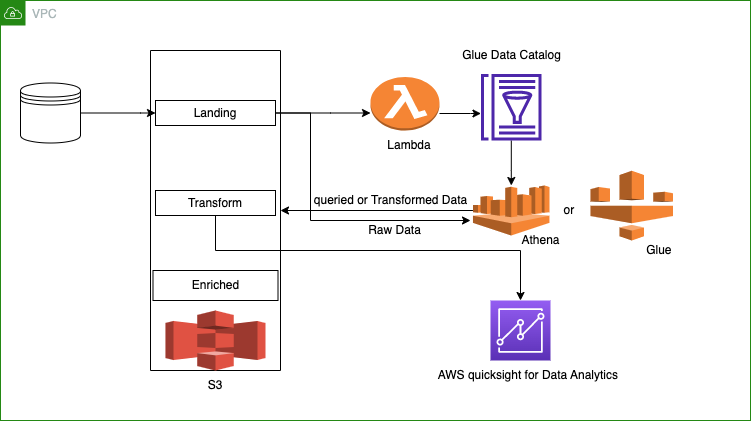 VPC
Glue Data Catalog
Landing
Lambda
Transform
queried or Transformed Data
or
Raw Data
Athena
Glue
Enriched
S3
AWS quicksight for Data Analytics